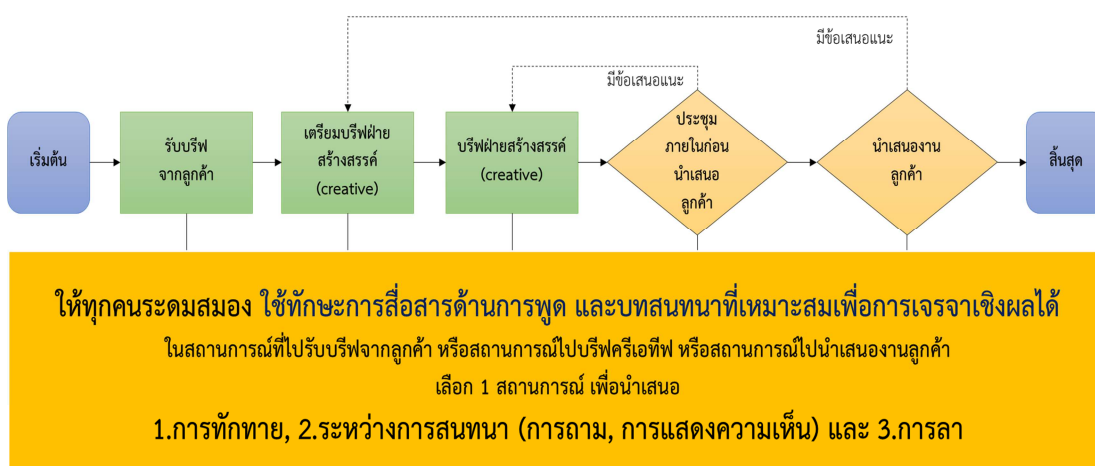 มีข้อเสนอแนะ
มีข้อเสนอแนะ
เริ่มต้น
รับบรีฟ
จากลูกค้า
เตรียมบรีฟฝ่าย
สร้างสรรค์
(creative)
บรีฟฝ่ายสร้างสรรค์
(creative)
ประชุม
ภายในก่อน
นำเสนอ
ลูกค้า
นำเสนองาน
ลูกค้า
สิ้นสุด
ให้ทุกคนระดมสมอง ใช้ทักษะการสื่อสารด้านการพูด และบทสนทนาที่เหมาะสมเพื่อการเจรจาเชิงผลได้
ในสถานการณ์ที่ไปรับบรีฟจากลูกค้า หรือสถานการณ์ไปบรีฟครีเอทีฟ หรือสถานการณ์ไปนำเสนองานลูกค้า
เลือก 1 สถานการณ์ เพื่อนำเสนอ
1.การทักทาย, 2.ระหว่างการสนทนา (การถาม, การแสดงความเห็น) และ 3.การลา